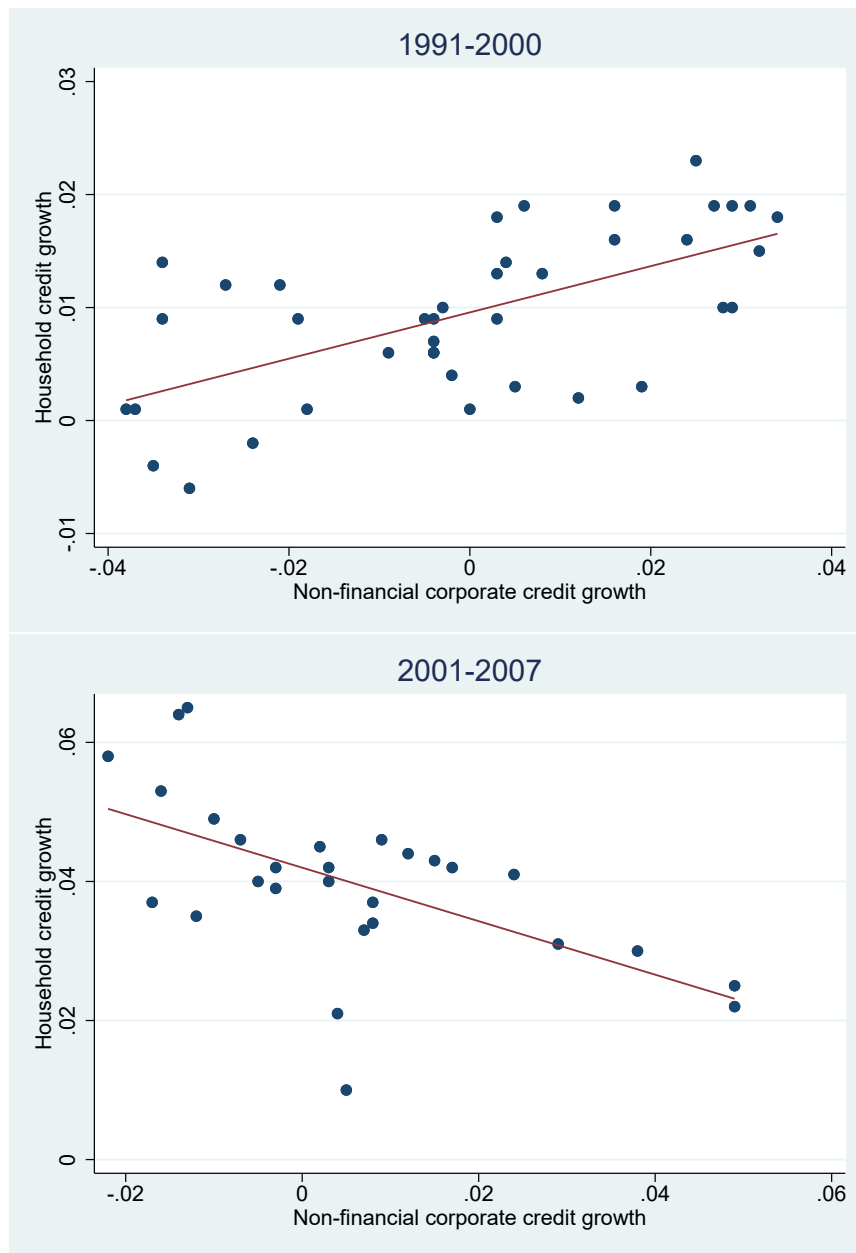 1991-2000
.03
.02
.01
0
-.01
Household credit growth
-.04 -.02 0 .02 .04
Non-financial corporate credit growth
2001-2007
.06
.04
.02
0
Household credit growth
-.02 0 .02 .04 .06
Non-financial corporate credit growth